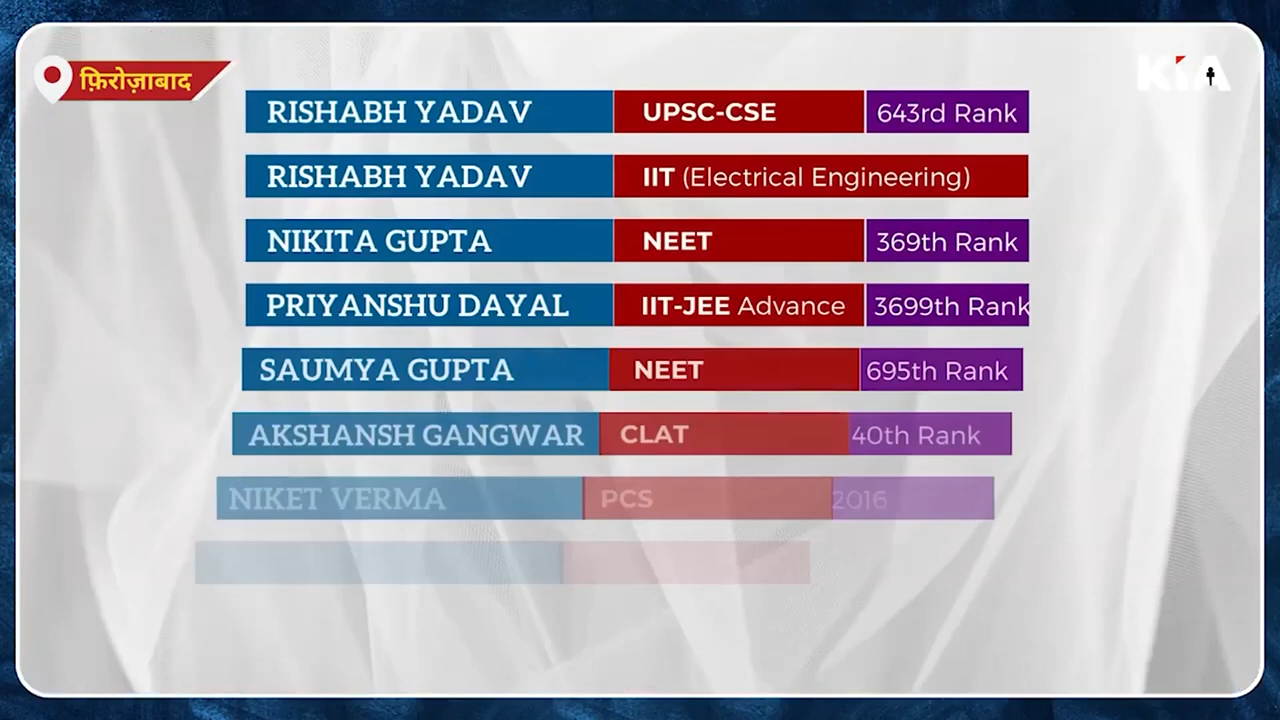 फ़िरोज़ाबाद
KIA
RISHABH YADAV UPSC-CSE 643rd Rank
RISHABH YADAV IIT (Electrical Engineering)
NIKITA GUPTA NEET 369th Rank
PRIYANSHU DAYAL IIT-JEE Advance 3699th Rank
SAUMYA GUPTA NEET 695th Rank
AKSHANSH GANGWAR CLAT 40th Rank
NIKET VERMA PCS 2016